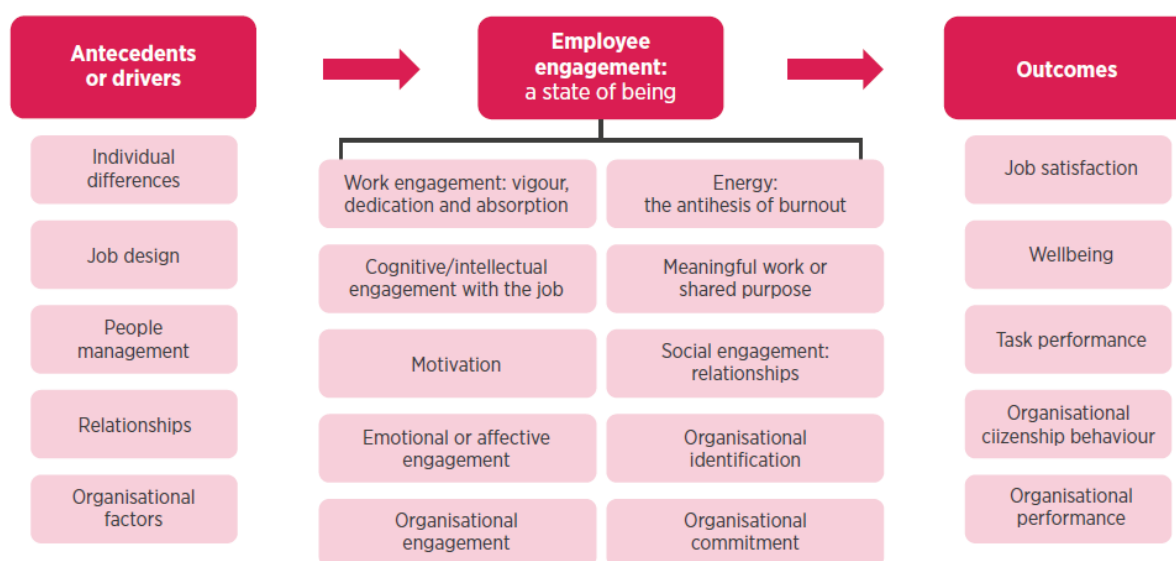 Antecedents
or drivers
Individual
differences
Job design
People
management
Relationships
Organisational
factors
Employee
engagement:
a state of being
Work engagement: vigour,
dedication and absorption
Cognitive/intellectual
engagement with the job
Motivation
Emotional or affective
engagement
Organisational
engagement
Energy:
the antihesis of burnout
Meaningful work or
shared purpose
Social engagement:
relationships
Organisational
identification
Organisational
commitment
Outcomes
Job satisfaction
Wellbeing
Task performance
Organisational
ciizenship behaviour
Organisational
performance